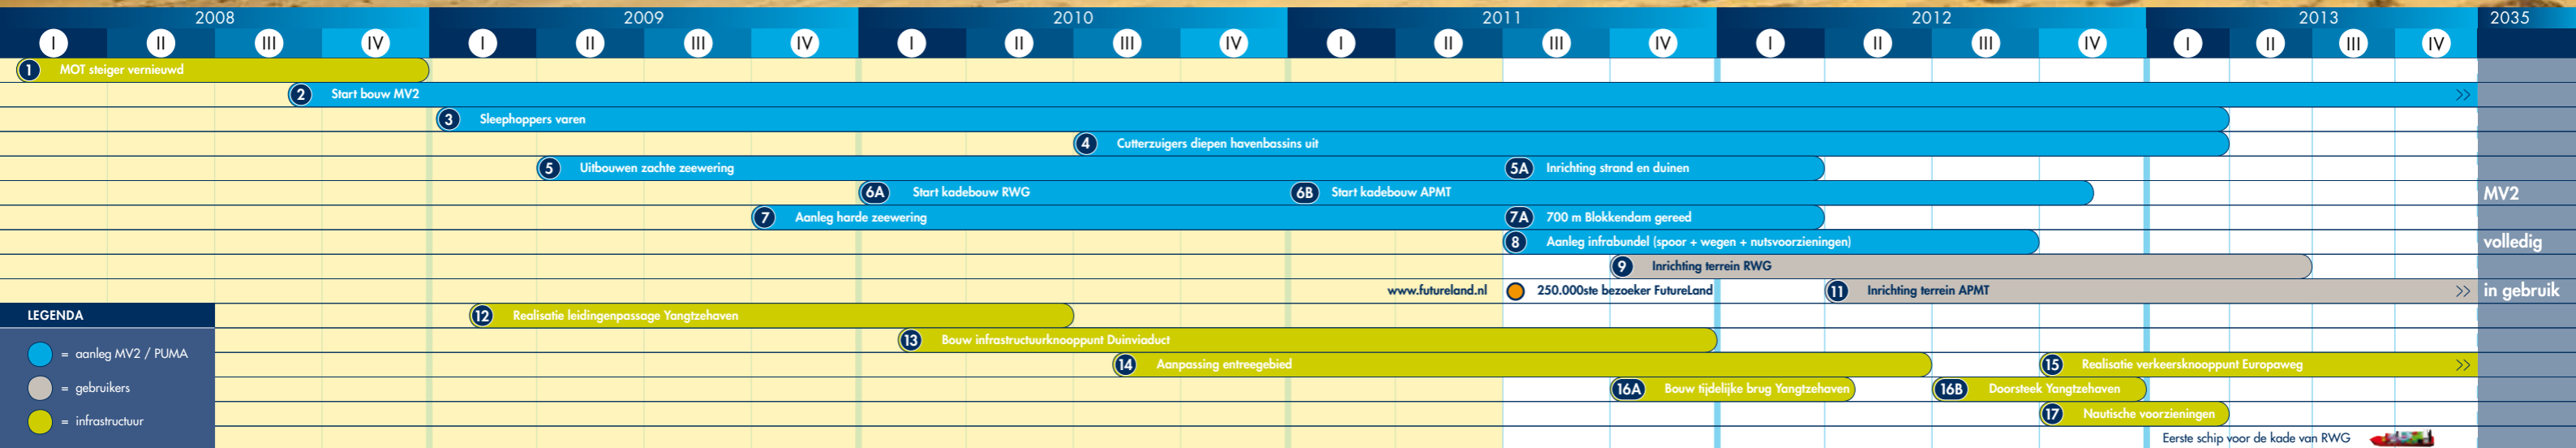 2008 2009 2010 2011 2012 2013 2035
I II III IV I II III IV I II III IV I II III IV I II III IV I II III IV
1 MOT steiger vernieuwd
2 Start bouw MV2 >>
3 Sleephoppers varen
4 Cutterzuigers diepen havenbassins uit
5 Uitbouwen zachte zeewering 5A Inrichting strand en duinen
6A Start kadebouw RWG 6B Start kadebouw APMT MV2
7 Aanleg harde zeewering 7A 700 m Blokkendam gereed
8 Aanleg infrabundel (spoor + wegen + nutsvoorzieningen) volledig
9 Inrichting terrein RWG
www.futureland.nl 250.000ste bezoeker FutureLand 11 Inrichting terrein APMT >> in gebruik
LEGENDA 12 Realisatie leidingenpassage Yangtzehaven
13 Bouw infrastructuurknooppunt Duinviaduct
= aanleg MV2 / PUMA
14 Aanpassing entreegebied 15 Realisatie verkeersknooppunt Europaweg >>
= gebruikers 16A Bouw tijdelijke brug Yangtzehaven 16B Doorsteek Yangtzehaven
17 Nautische voorzieningen
= infrastructuur
Eerste schip voor de kade van RWG